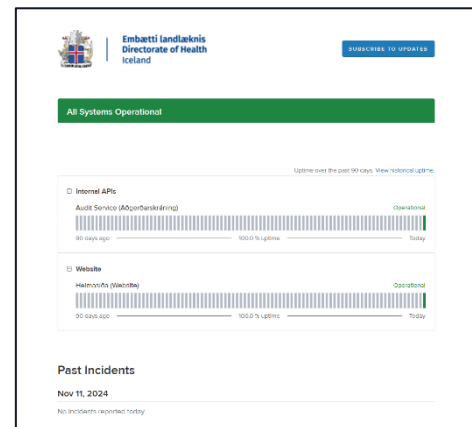 Embætti landlæknis
Directorate of Health
Iceland
SUBSCRIBE TO UPDATES
All Systems Operational
Uptime over the past 90 days. View historical uptime.
Internal APIs
Audit Service (Aðgerðarskráning)
Operational
90 days ago
100.0 % uptime
Today
Website
Heimasíða (Website)
Operational
90 days ago
100.0 % uptime
Today
Past Incidents
Nov 11, 2024
No incidents reported today.